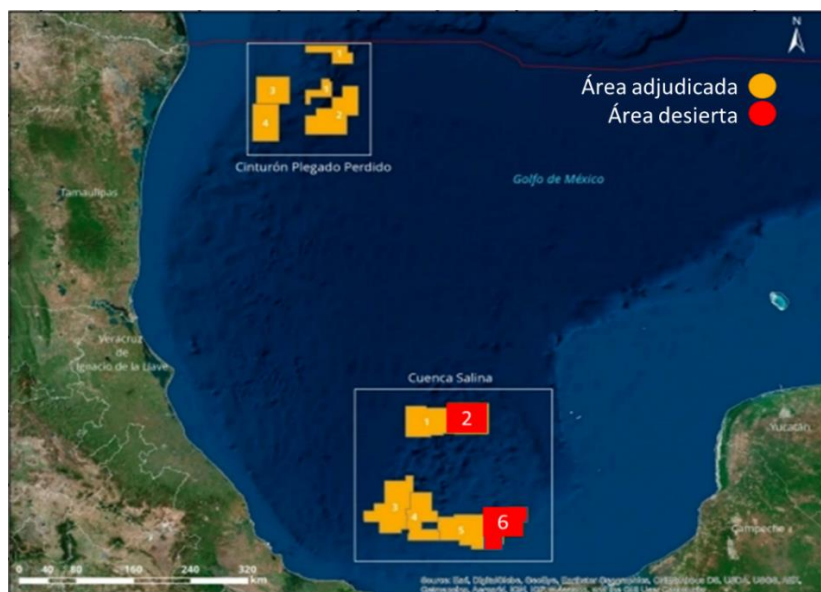 N
Área adjudicada
Área desierta
1
3
2
4
Cinturón Plegado Perdido
Tamaulipas
Golfo de México
Veracruz
de
Ignacio de la Llave
Cuenca Salina
1
2
Yucatán
3
4
5
6
Campeche
0 40 80 160 240 320
km